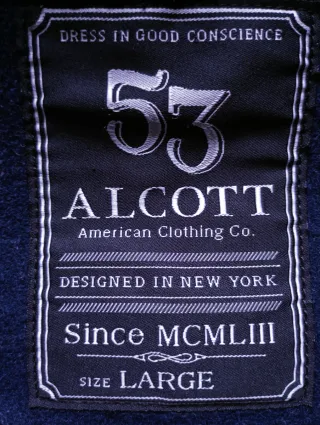 DRESS IN GOOD CONSCIENCE
53
ALCOTT
American Clothing Co.
DESIGNED IN NEW YORK
Since MCMLIII
SIZE LARGE